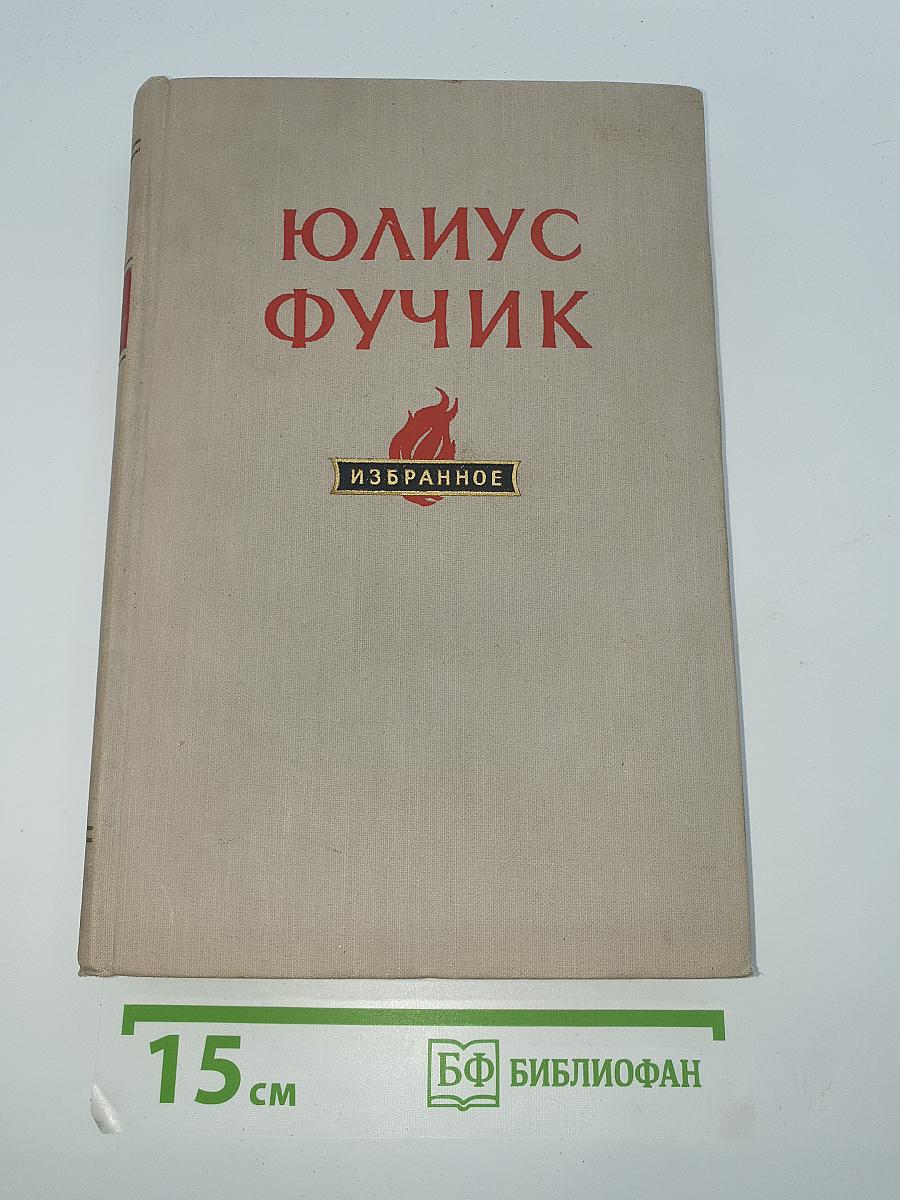 ЮЛИУС
ФУЧИК
ИЗБРАННОЕ
15 см
БФ БИБЛИОФАН